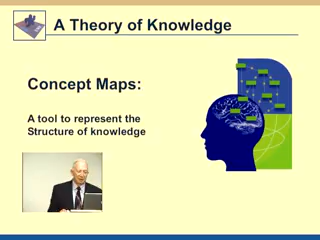 A Theory of Knowledge
Concept Maps:
A tool to represent the
Structure of knowledge